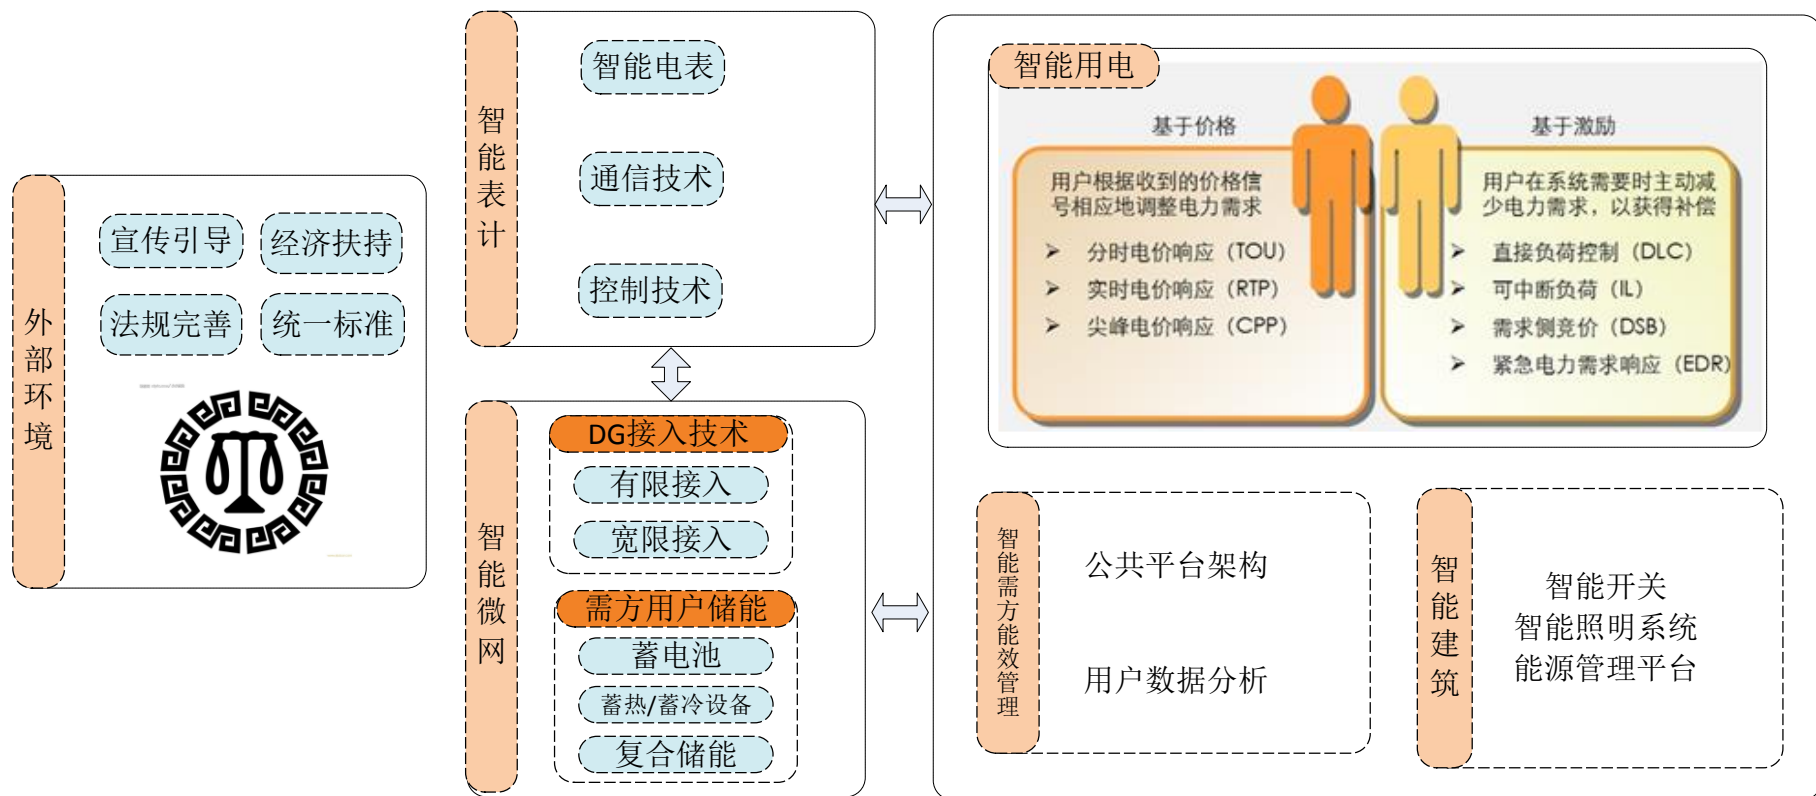 外部环境
宣传引导
经济扶持
法规完善
统一标准
智能表计
智能电表
通信技术
控制技术
智能微网
DG接入技术
有限接入
宽限接入
需方用户储能
蓄电池
蓄热/蓄冷设备
复合储能
智能用电
基于价格
用户根据收到的价格信
号相应地调整电力需求
➢ 分时电价响应（TOU）
➢ 实时电价响应（RTP）
➢ 尖峰电价响应（CPP）
基于激励
用户在系统需要时主动减
少电力需求，以获得补偿
➢ 直接负荷控制（DLC）
➢ 可中断负荷（IL）
➢ 需求侧竞价（DSB）
➢ 紧急电力需求响应（EDR）
智能需方能效管理
公共平台架构
用户数据分析
智能建筑
智能开关
智能照明系统
能源管理平台